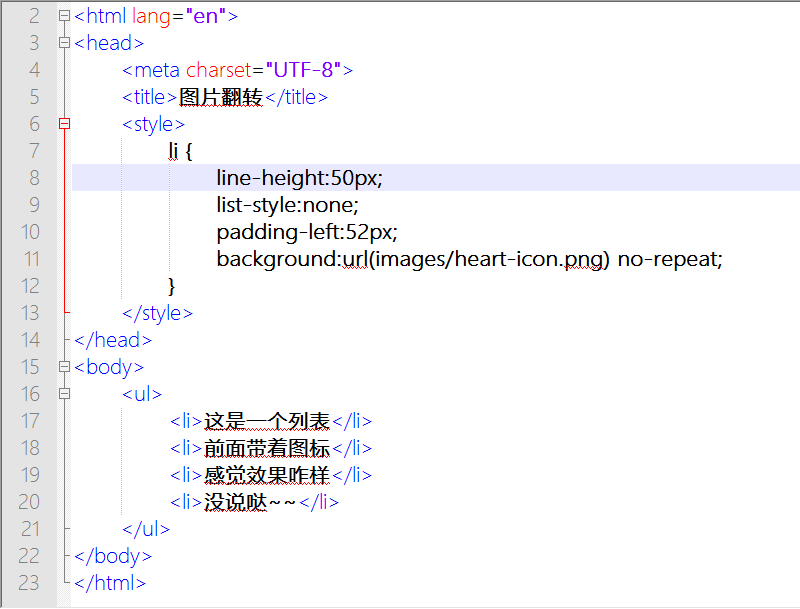 2 <html lang="en">
3 <head>
4 <meta charset="UTF-8">
5 <title>图片翻转</title>
6 <style>
7 li {
8 line-height:50px;
9 list-style:none;
10 padding-left:52px;
11 background:url(images/heart-icon.png) no-repeat;
12 }
13 </style>
14 </head>
15 <body>
16 <ul>
17 <li>这是一个列表</li>
18 <li>前面带着图标</li>
19 <li>感觉效果咋样</li>
20 <li>没说哒~~</li>
21 </ul>
22 </body>
23 </html>